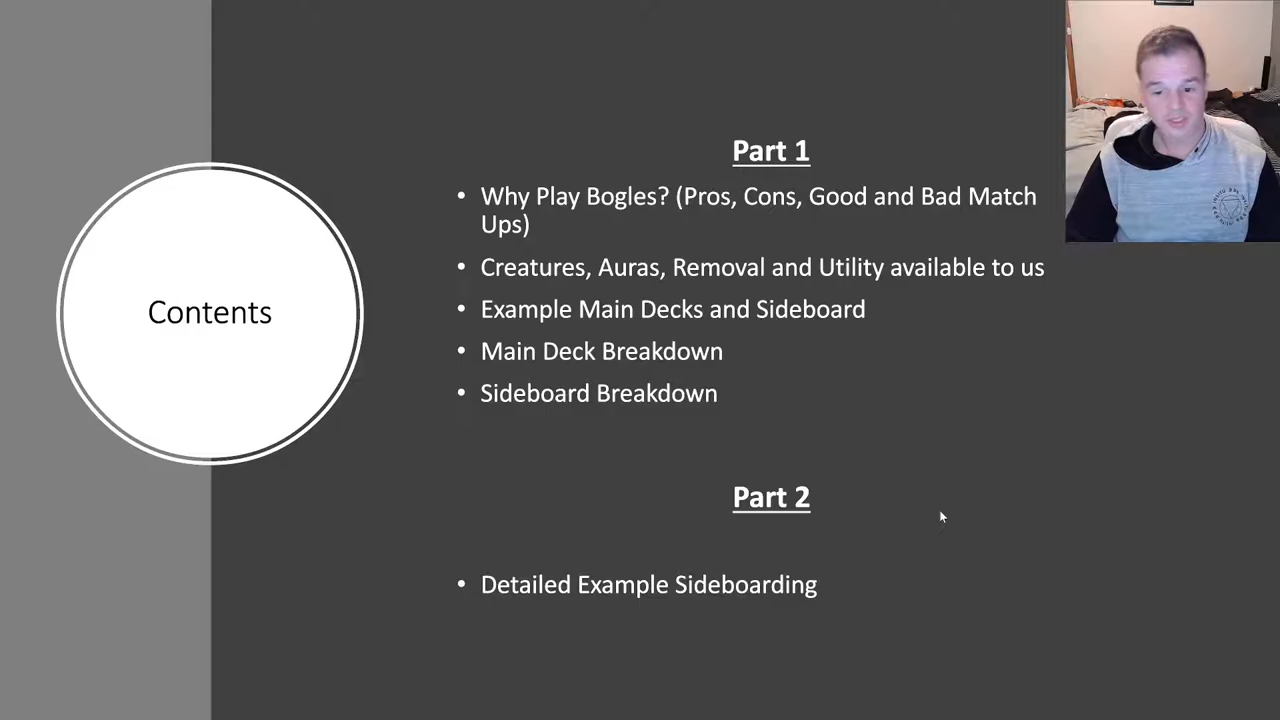 Contents
Part 1
• Why Play Bogles? (Pros, Cons, Good and Bad Match
Ups)
• Creatures, Auras, Removal and Utility available to us
• Example Main Decks and Sideboard
• Main Deck Breakdown
• Sideboard Breakdown
Part 2
• Detailed Example Sideboarding